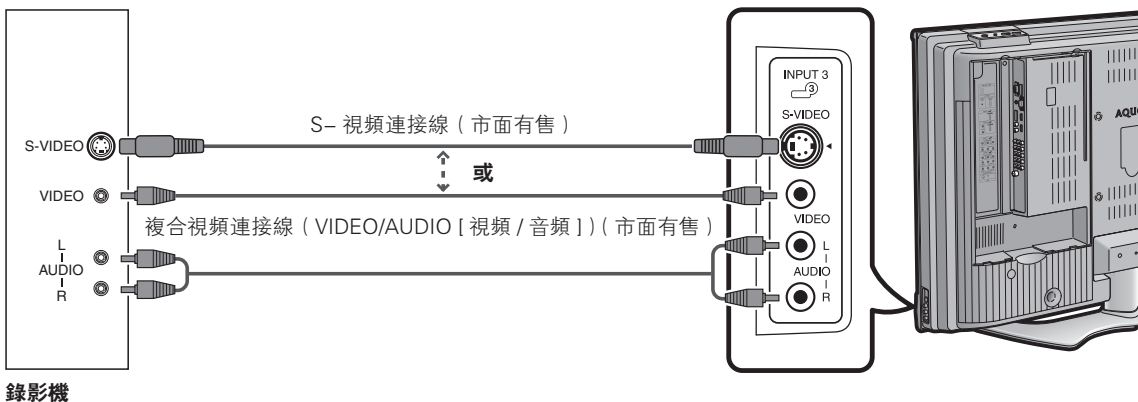 INPUT 3
3
S-VIDEO
S– 視頻連接線（市面有售）
S-VIDEO
或
VIDEO
VIDEO
複合視頻連接線（VIDEO/AUDIO [ 視頻 / 音頻 ]）（市面有售）
L
AUDIO
R
L
AUDIO
R
AQUO
錄影機